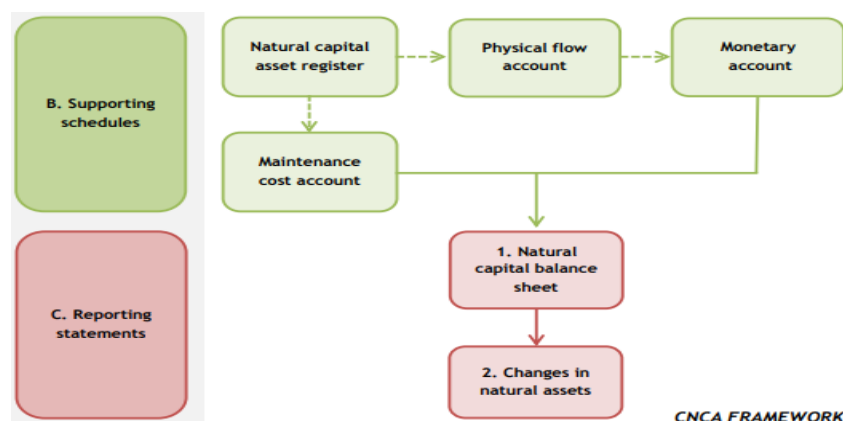 Natural capital
asset register
Physical flow
account
Monetary
account
B. Supporting
schedules
Maintenance
cost account
1. Natural
capital balance
sheet
C. Reporting
statements
2. Changes in
natural assets
CNCA FRAMEWORK